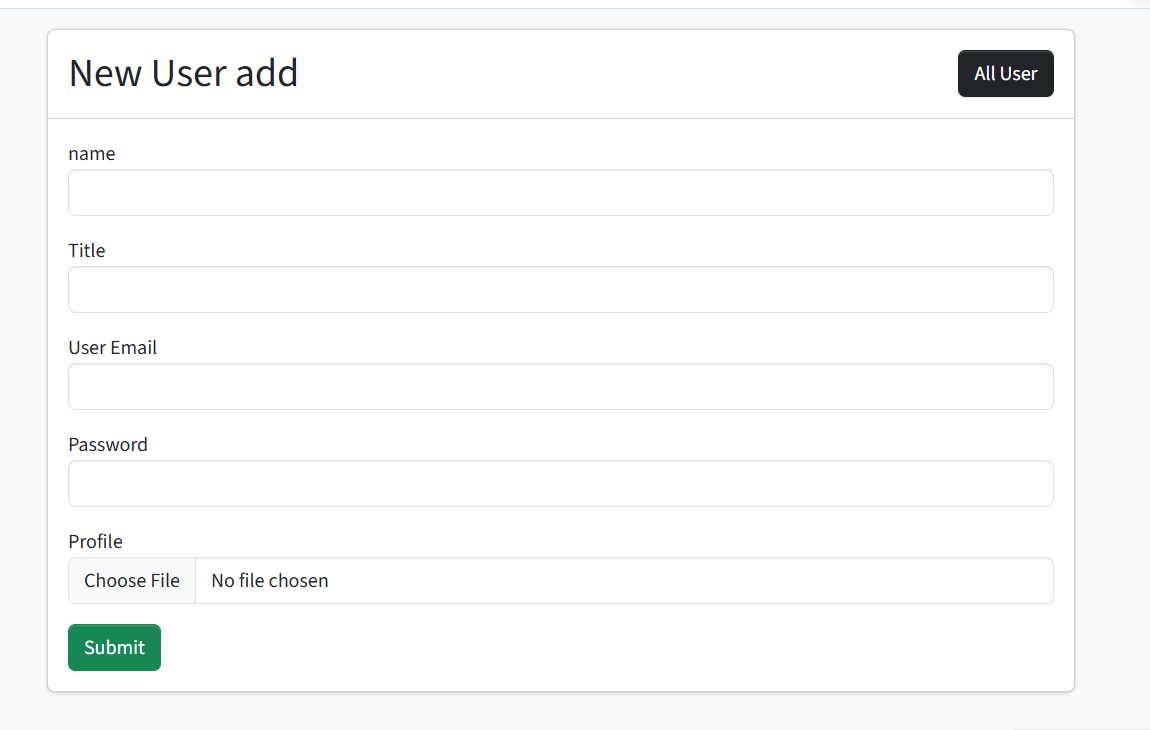 New User add
All User
name
Title
User Email
Password
Profile
Choose File No file chosen
Submit